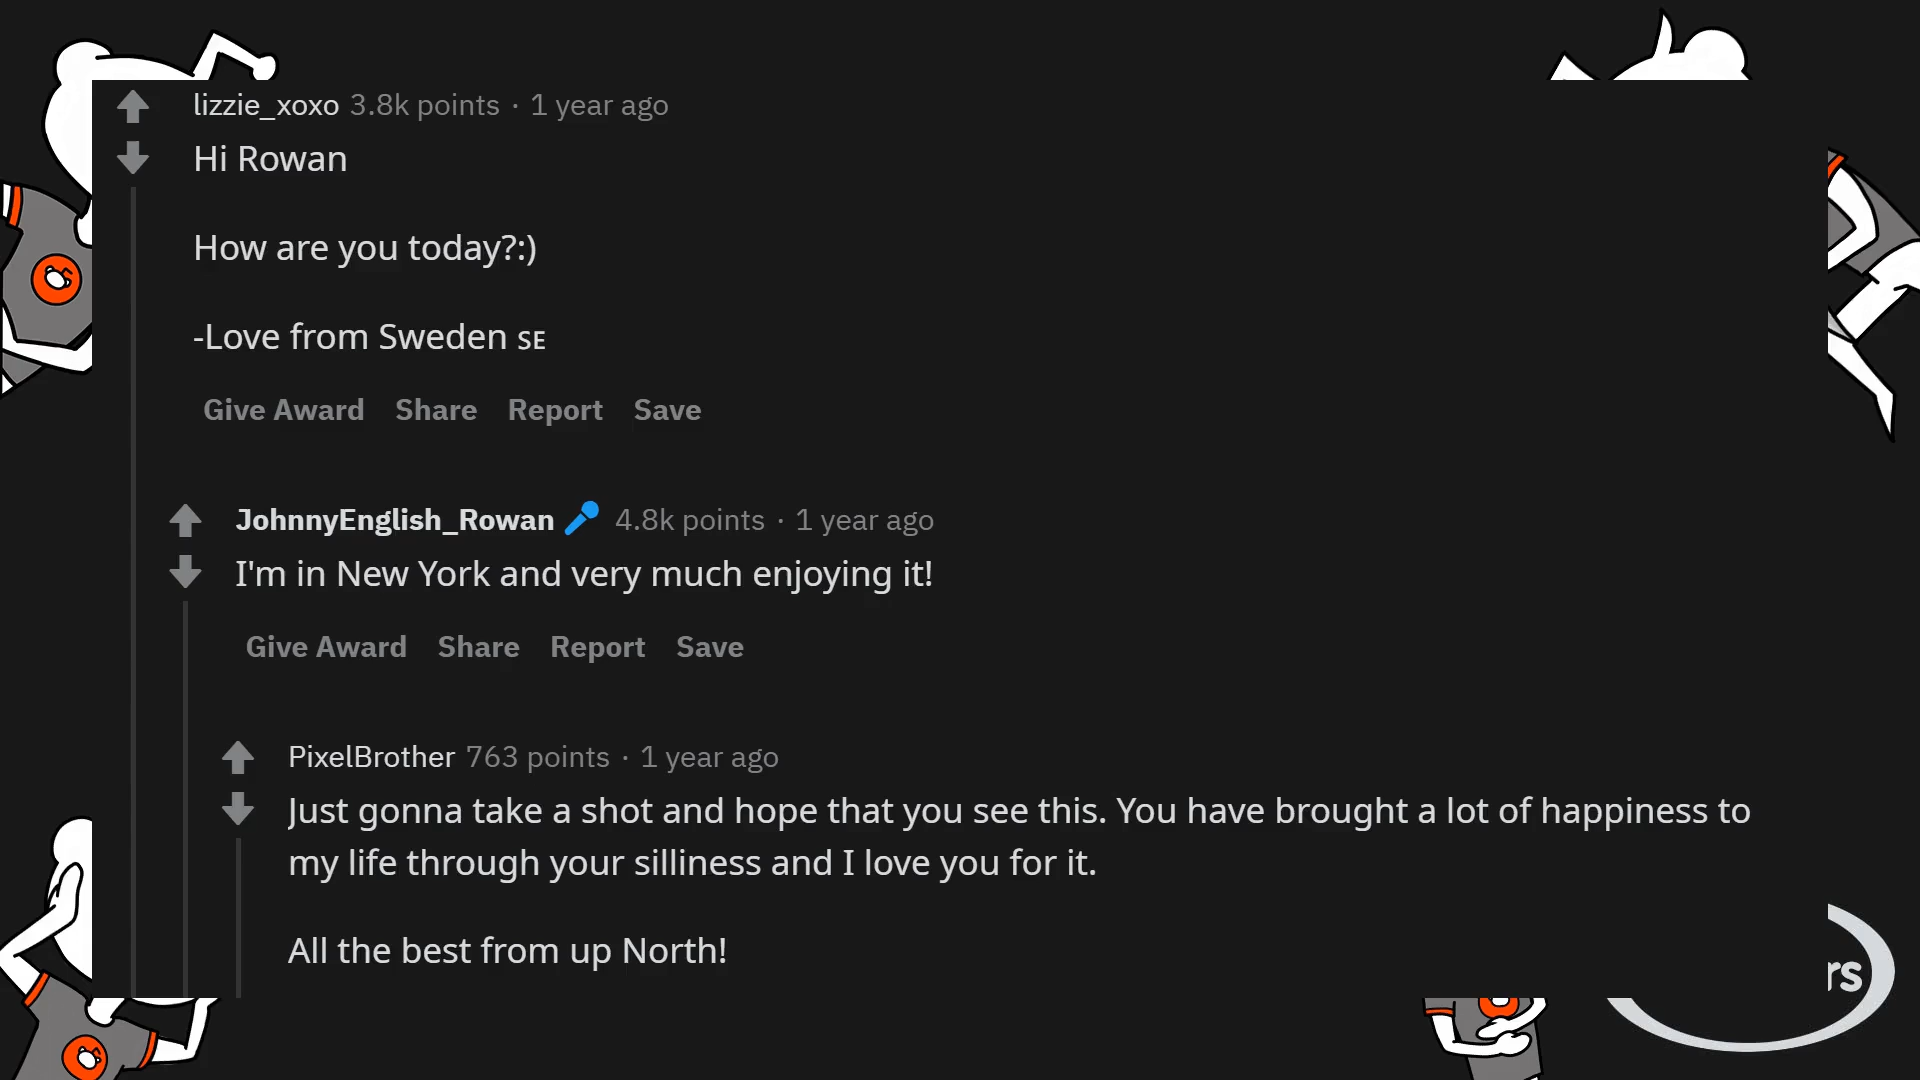 lizzie_xoxo 3.8k points · 1 year ago
Hi Rowan
How are you today?:)
-Love from Sweden SE
Give Award Share Report Save
JohnnyEnglish_Rowan 4.8k points · 1 year ago
I'm in New York and very much enjoying it!
Give Award Share Report Save
PixelBrother 763 points · 1 year ago
Just gonna take a shot and hope that you see this. You have brought a lot of happiness to
my life through your silliness and I love you for it.
All the best from up North!
rs